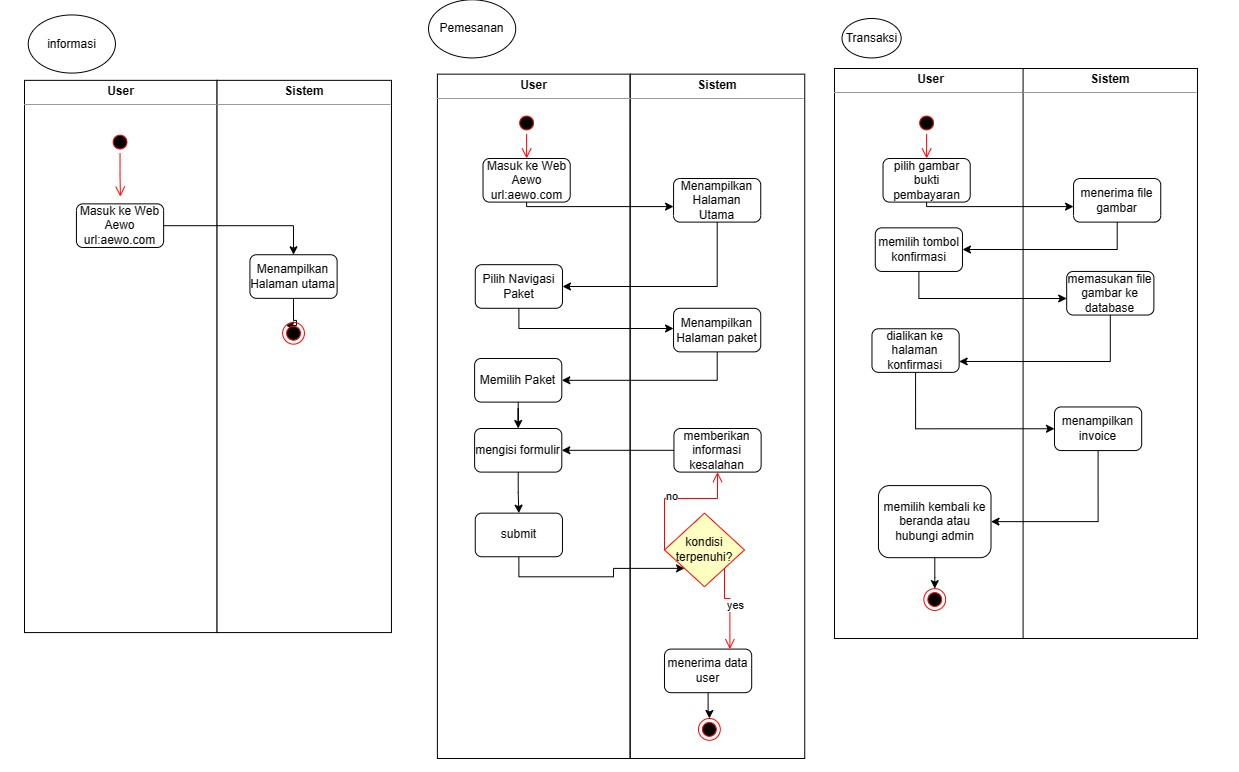 informasi
User
Sistem
Masuk ke Web
Aewo
url:aewo.com
Menampilkan
Halaman utama
Pemesanan
User
Sistem
Masuk ke Web
Aewo
url:aewo.com
Menampilkan
Halaman
Utama
Pilih Navigasi
Paket
Menampilkan
Halaman paket
Memilih Paket
mengisi formulir
memberikan
informasi
kesalahan
no
submit
kondisi
terpenuhi?
yes
menerima data
user
Transaksi
User
Sistem
pilih gambar
bukti
pembayaran
menerima file
gambar
memilih tombol
konfirmasi
memasukan file
gambar ke
database
dialikan ke
halaman
konfirmasi
menampilkan
invoice
memilih kembali ke
beranda atau
hubungi admin